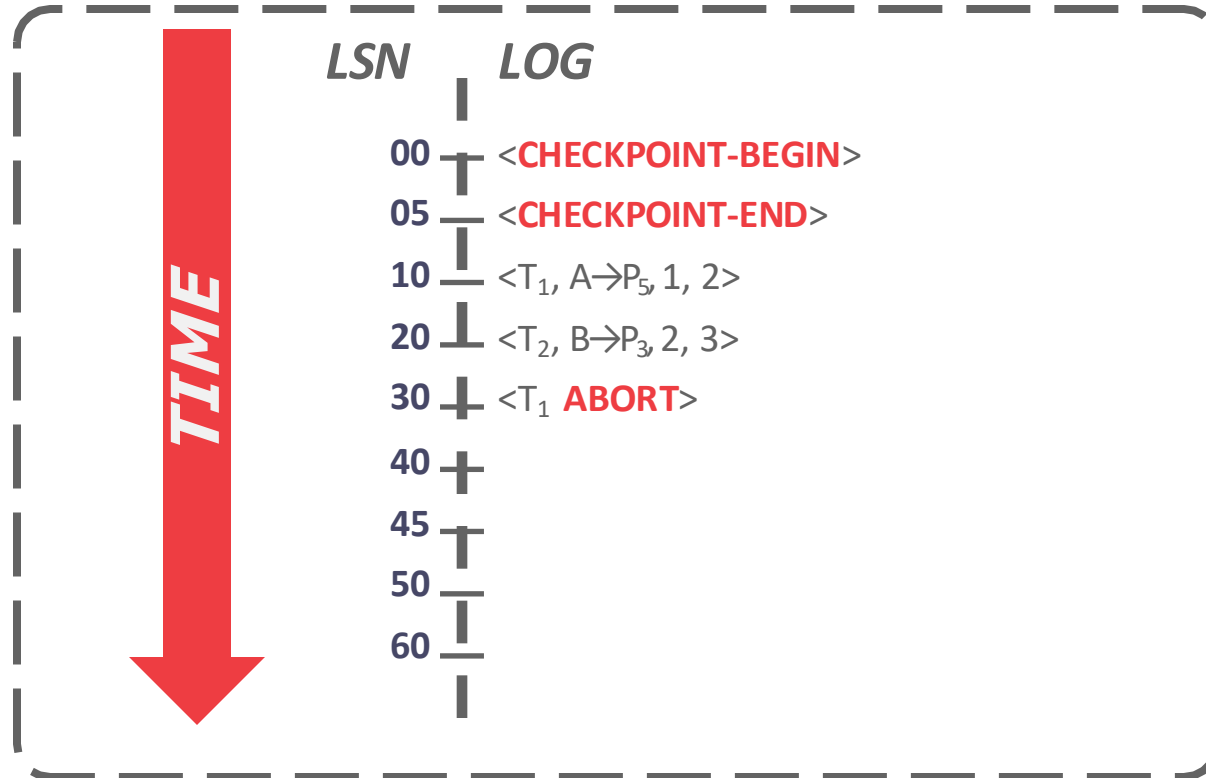 LSN LOG
00 <CHECKPOINT-BEGIN>
05 <CHECKPOINT-END>
10 <T₁, A→P₅, 1, 2>
20 <T₂, B→P₃, 2, 3>
30 <T₁ ABORT>
40
45
50
60
TIME